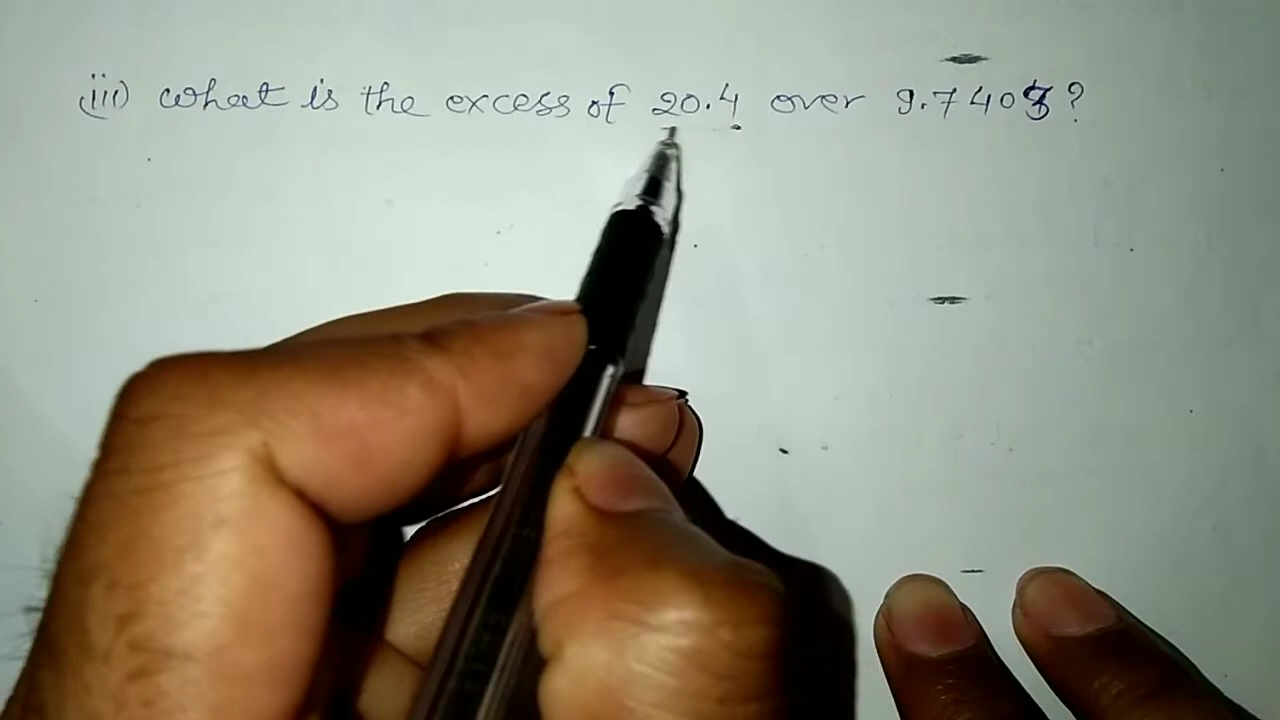 (iii) what is the excess of 20.4 over 9.7403?